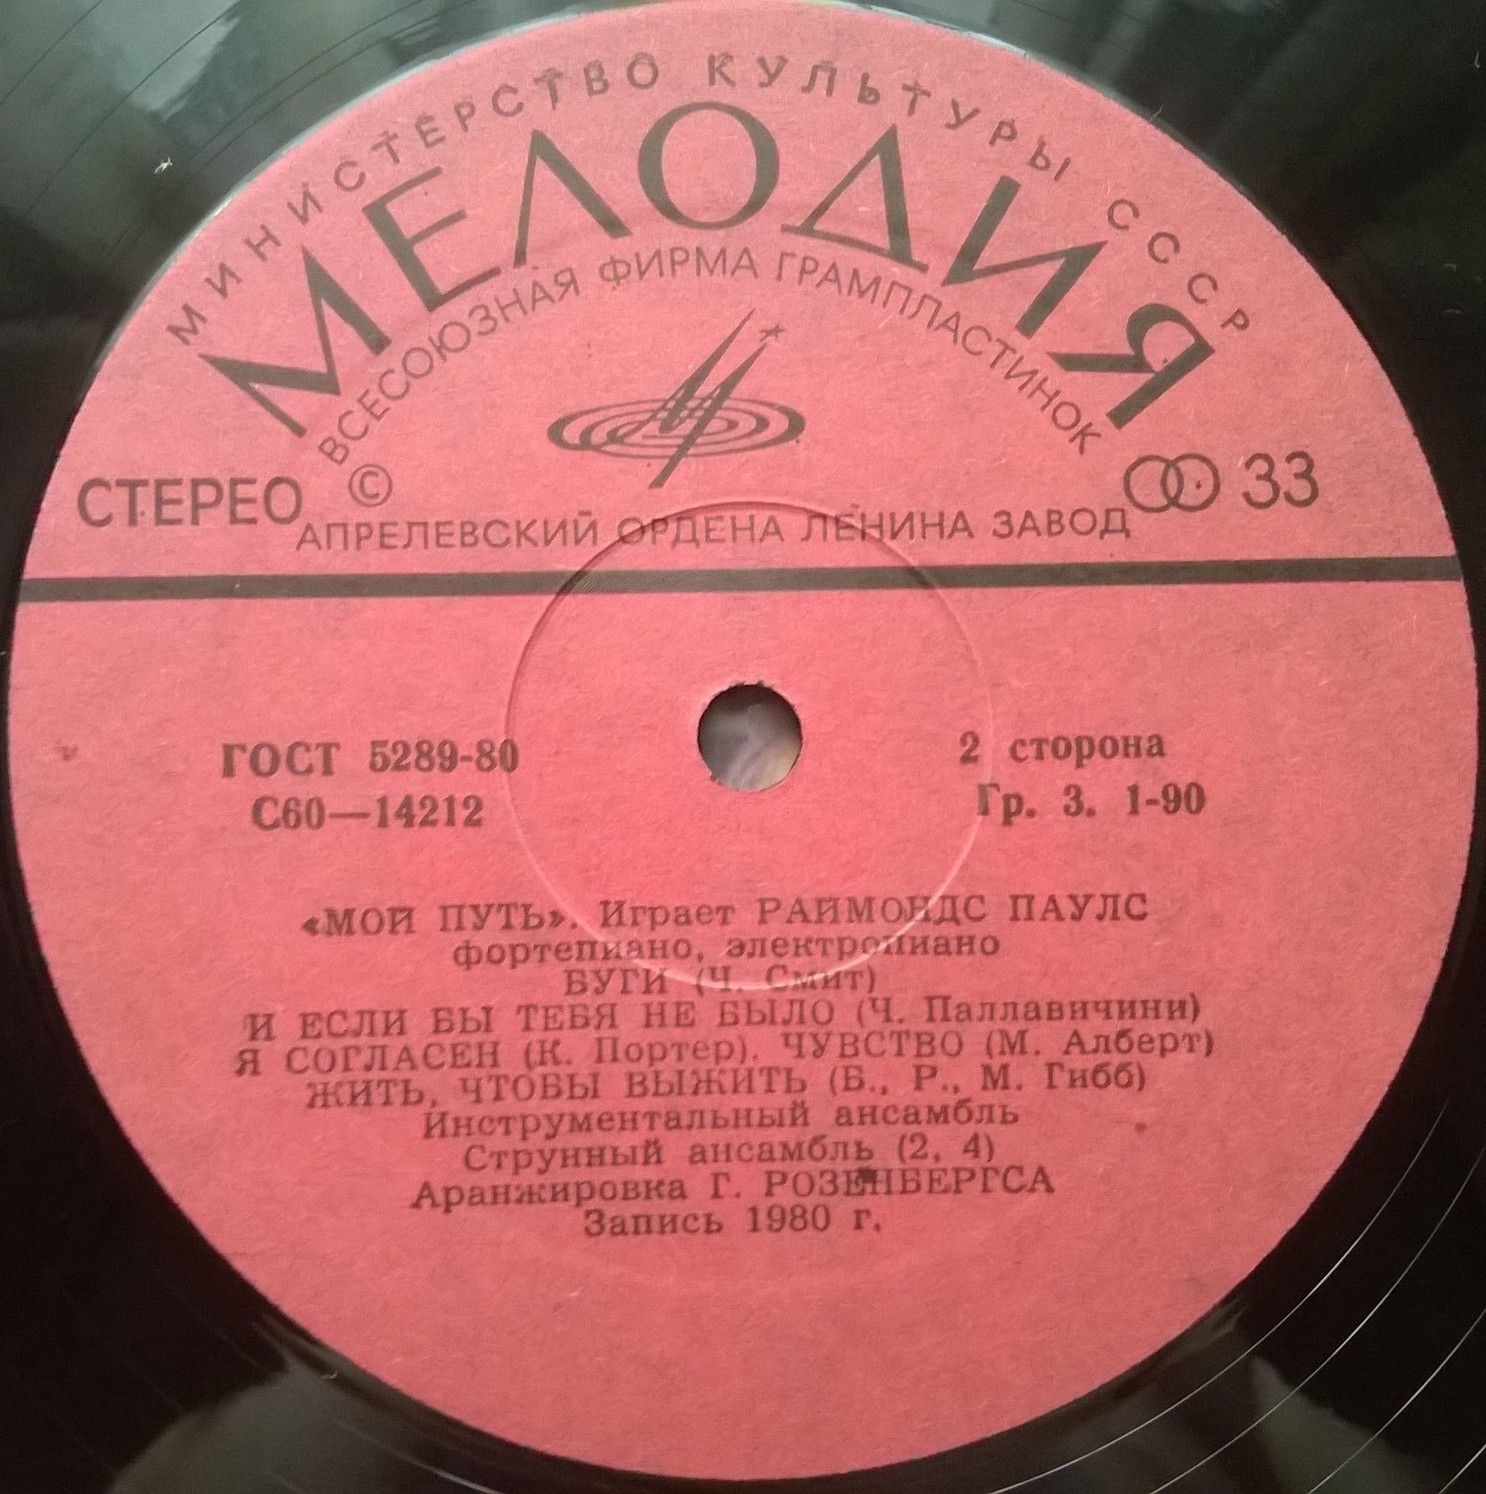 МИНИСТЕРСТВО КУЛЬТУРЫ СССР
МЕЛОДИЯ
ВСЕСОЮЗНАЯ ФИРМА ГРАМПЛАСТИНОК
СТЕРЕО © 33
АПРЕЛЕВСКИЙ ОРДЕНА ЛЕНИНА ЗАВОД
ГОСТ 5289-80 2 сторона
С60—14212 Гр. 3. 1-90
«МОЙ ПУТЬ». Играет РАЙМОНДС ПАУЛС
фортепиано, электропиано
БУГИ (Ч. Смит)
И ЕСЛИ БЫ ТЕБЯ НЕ БЫЛО (Ч. Паллавичини)
Я СОГЛАСЕН (К. Портер). ЧУВСТВО (М. Алберт)
ЖИТЬ, ЧТОБЫ ВЫЖИТЬ (Б., Р., М. Гибб)
Инструментальный ансамбль
Струнный ансамбль (2, 4)
Аранжировка Г. РОЗЕНБЕРГСА
Запись 1980 г.